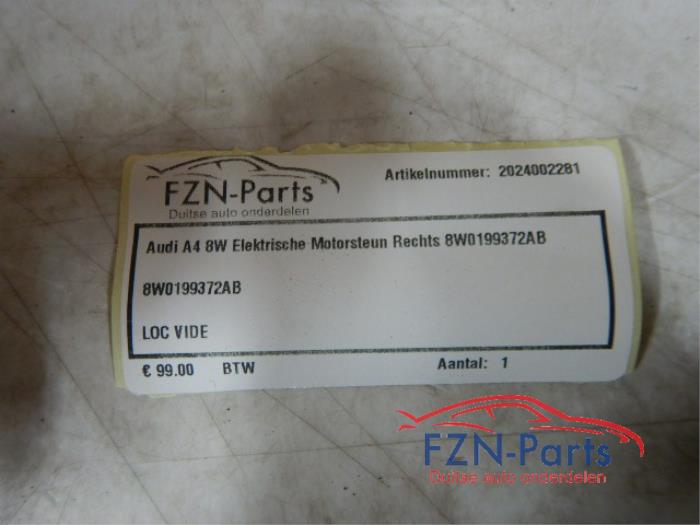 FZN-Parts
Duitse auto onderdelen
Artikelnummer: 2024002281
Audi A4 8W Elektrische Motorsteun Rechts 8W0199372AB
8W0199372AB
LOC VIDE
€ 99.00 BTW Aantal: 1
FZN-Parts
Duitse auto onderdelen